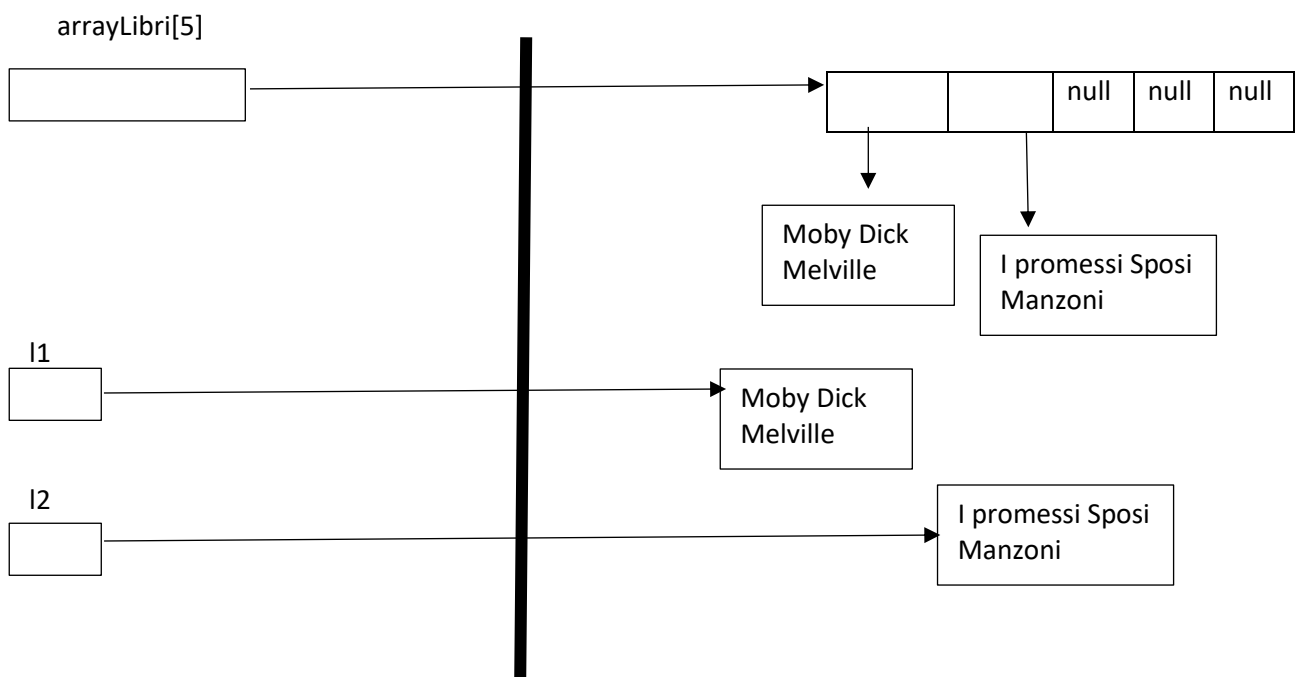 arrayLibri[5]
null null null
Moby Dick
Melville
I promessi Sposi
Manzoni
l1
Moby Dick
Melville
l2
I promessi Sposi
Manzoni